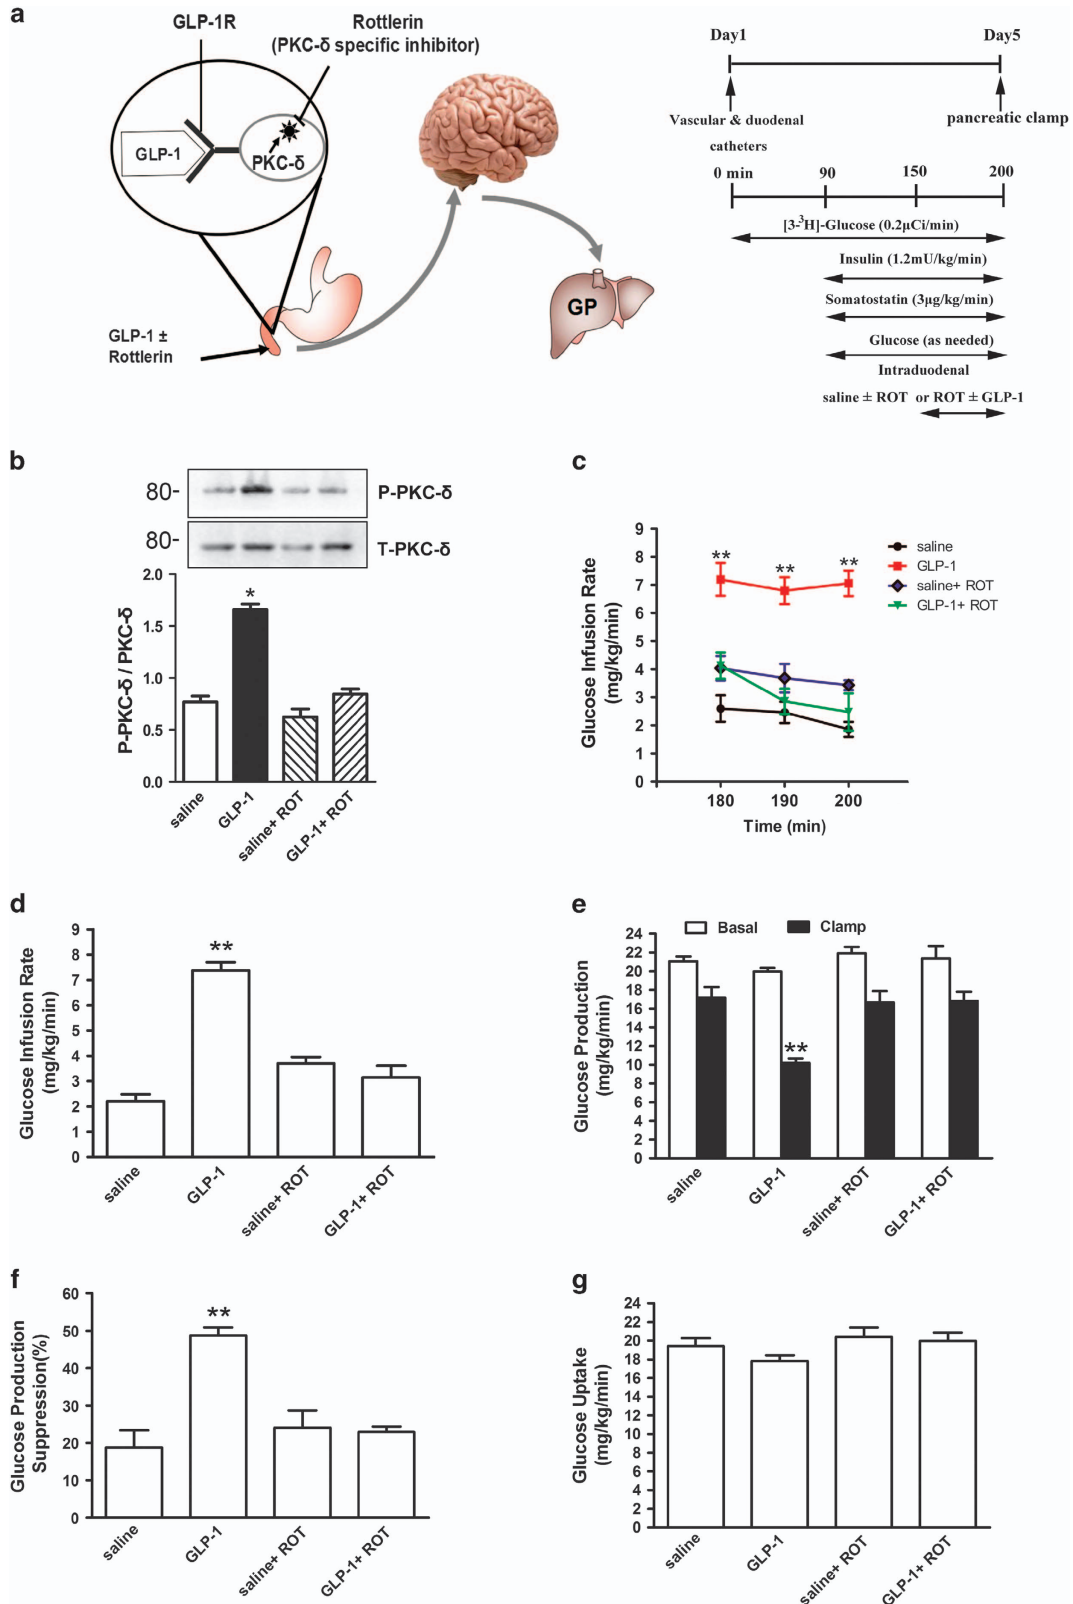 a
GLP-1R
Rottlerin
(PKC-δ specific inhibitor)
GLP-1
PKC-δ
GLP-1 ±
Rottlerin
GP
Day1
Day5
Vascular & duodenal
catheters
pancreatic clamp
0 min
90
150
200
[3-³H]-Glucose (0.2µCi/min)
Insulin (1.2mU/kg/min)
Somatostatin (3µg/kg/min)
Glucose (as needed)
Intraduodenal
saline ± ROT or ROT ± GLP-1
b
80-
P-PKC-δ
80-
T-PKC-δ
P-PKC-δ / PKC-δ
2.0
1.5
1.0
0.5
0.0
*
saline
GLP-1
saline+ ROT
GLP-1+ ROT
c
Glucose Infusion Rate
(mg/kg/min)
9
8
7
6
5
4
3
2
1
0
** ** **
saline
GLP-1
saline+ ROT
GLP-1+ ROT
180 190 200
Time (min)
d
Glucose Infusion Rate
(mg/kg/min)
9
8
7
6
5
4
3
2
1
0
**
saline
GLP-1
saline+ ROT
GLP-1+ ROT
e
Basal
Clamp
Glucose Production
(mg/kg/min)
24
22
20
18
16
14
12
10
8
6
4
2
0
**
saline
GLP-1
saline+ ROT
GLP-1+ ROT
f
Glucose Production
Suppression(%)
60
50
40
30
20
10
0
**
saline
GLP-1
saline+ ROT
GLP-1+ ROT
g
Glucose Uptake
(mg/kg/min)
24
22
20
18
16
14
12
10
8
6
4
2
0
saline
GLP-1
saline+ ROT
GLP-1+ ROT